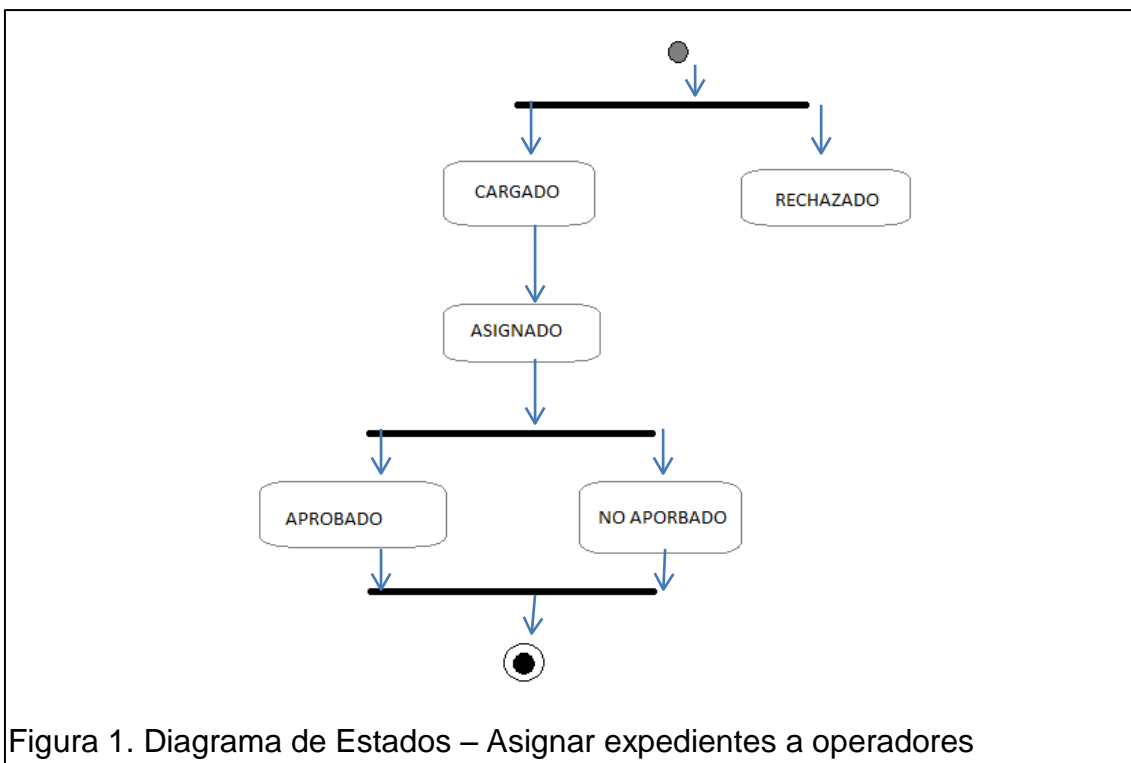 CARGADO
RECHAZADO
ASIGNADO
APROBADO
NO APORBADO
Figura 1. Diagrama de Estados – Asignar expedientes a operadores